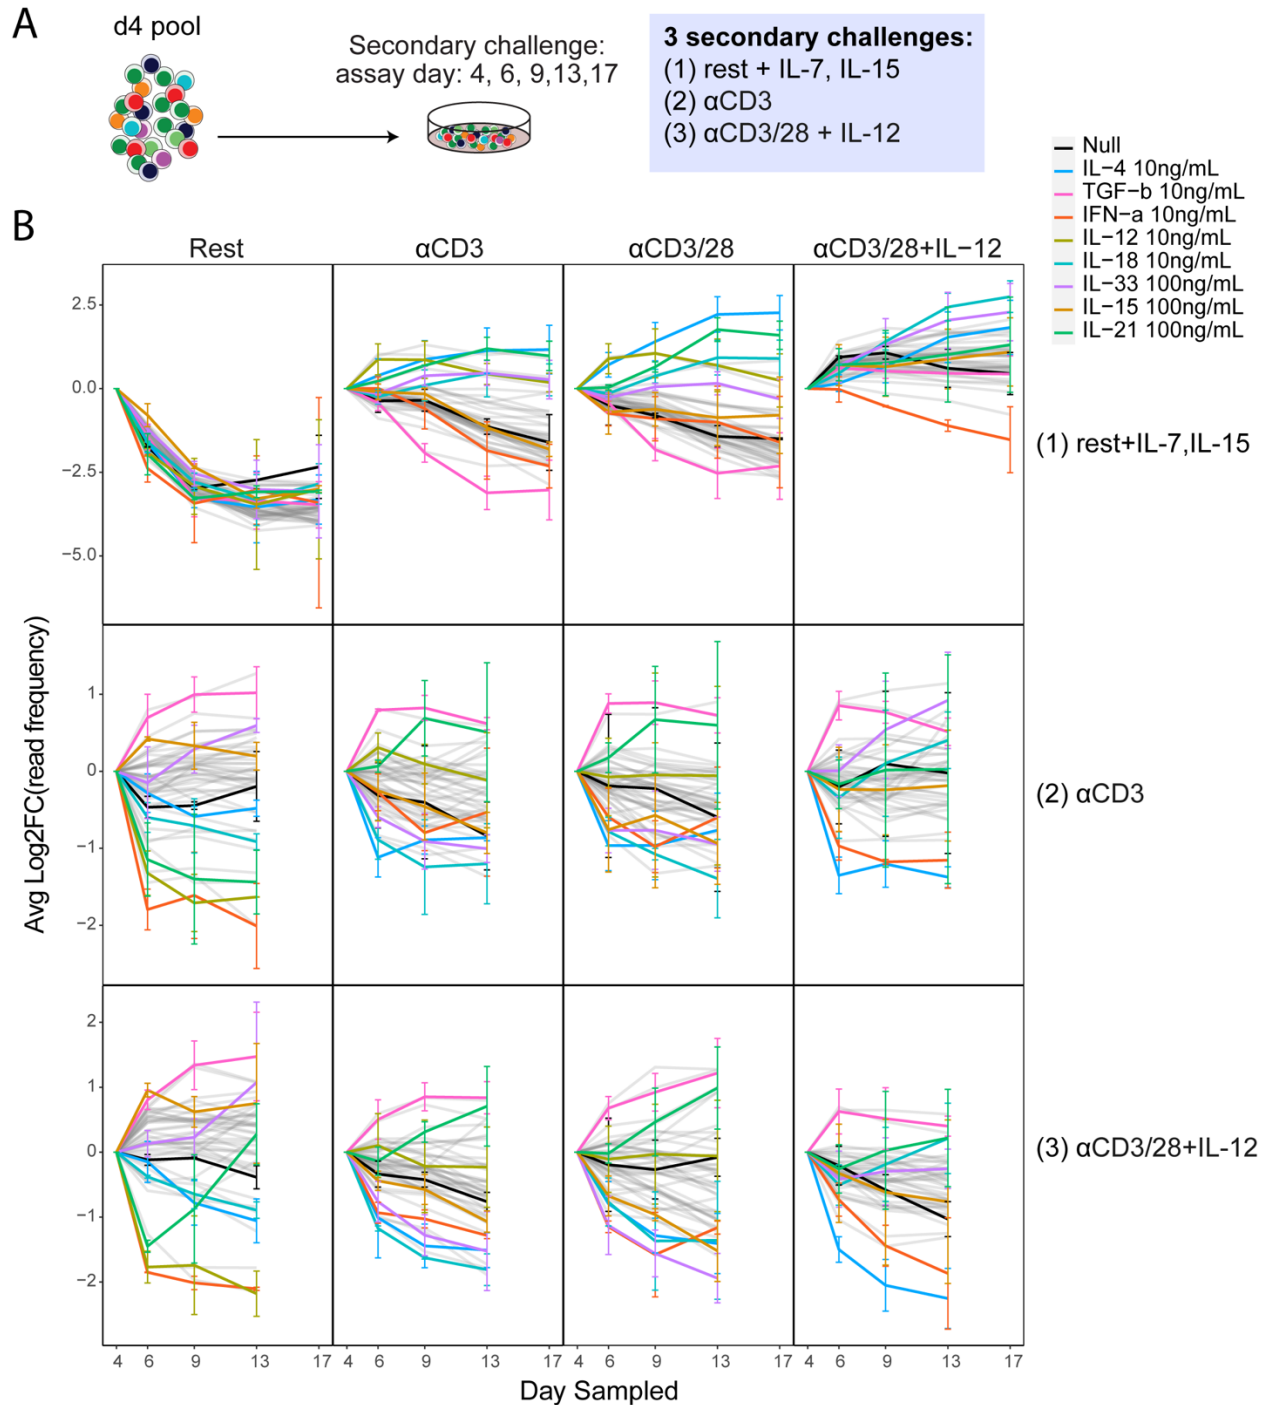 A
d4 pool
Secondary challenge:
assay day: 4, 6, 9,13,17
3 secondary challenges:
(1) rest + IL-7, IL-15
(2) αCD3
(3) αCD3/28 + IL-12
Null
IL−4 10ng/mL
TGF−b 10ng/mL
IFN−a 10ng/mL
IL−12 10ng/mL
IL−18 10ng/mL
IL−33 100ng/mL
IL−15 100ng/mL
IL−21 100ng/mL
B
Rest
αCD3
αCD3/28
αCD3/28+IL−12
2.5
0.0
−2.5
−5.0
(1) rest+IL-7,IL-15
Avg Log2FC(read frequency)
1
0
−1
−2
(2) αCD3
2
1
0
−1
−2
(3) αCD3/28+IL-12
4 6 9 13 17
4 6 9 13 17
4 6 9 13 17
4 6 9 13 17
Day Sampled